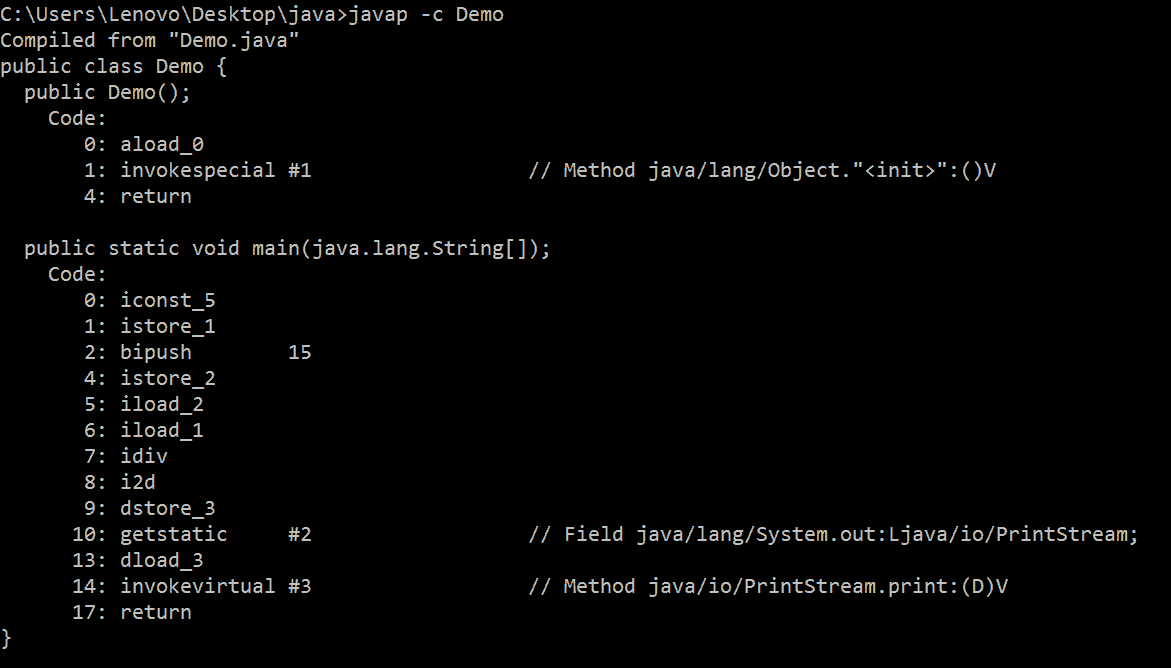 C:\Users\Lenovo\Desktop\java>javap -c Demo
Compiled from "Demo.java"
public class Demo {
  public Demo();
    Code:
       0: aload_0
       1: invokespecial #1                  // Method java/lang/Object."<init>":()V
       4: return

  public static void main(java.lang.String[]);
    Code:
       0: iconst_5
       1: istore_1
       2: bipush        15
       4: istore_2
       5: iload_2
       6: iload_1
       7: idiv
       8: i2d
       9: dstore_3
      10: getstatic     #2                  // Field java/lang/System.out:Ljava/io/PrintStream;
      13: dload_3
      14: invokevirtual #3                  // Method java/io/PrintStream.print:(D)V
      17: return
}